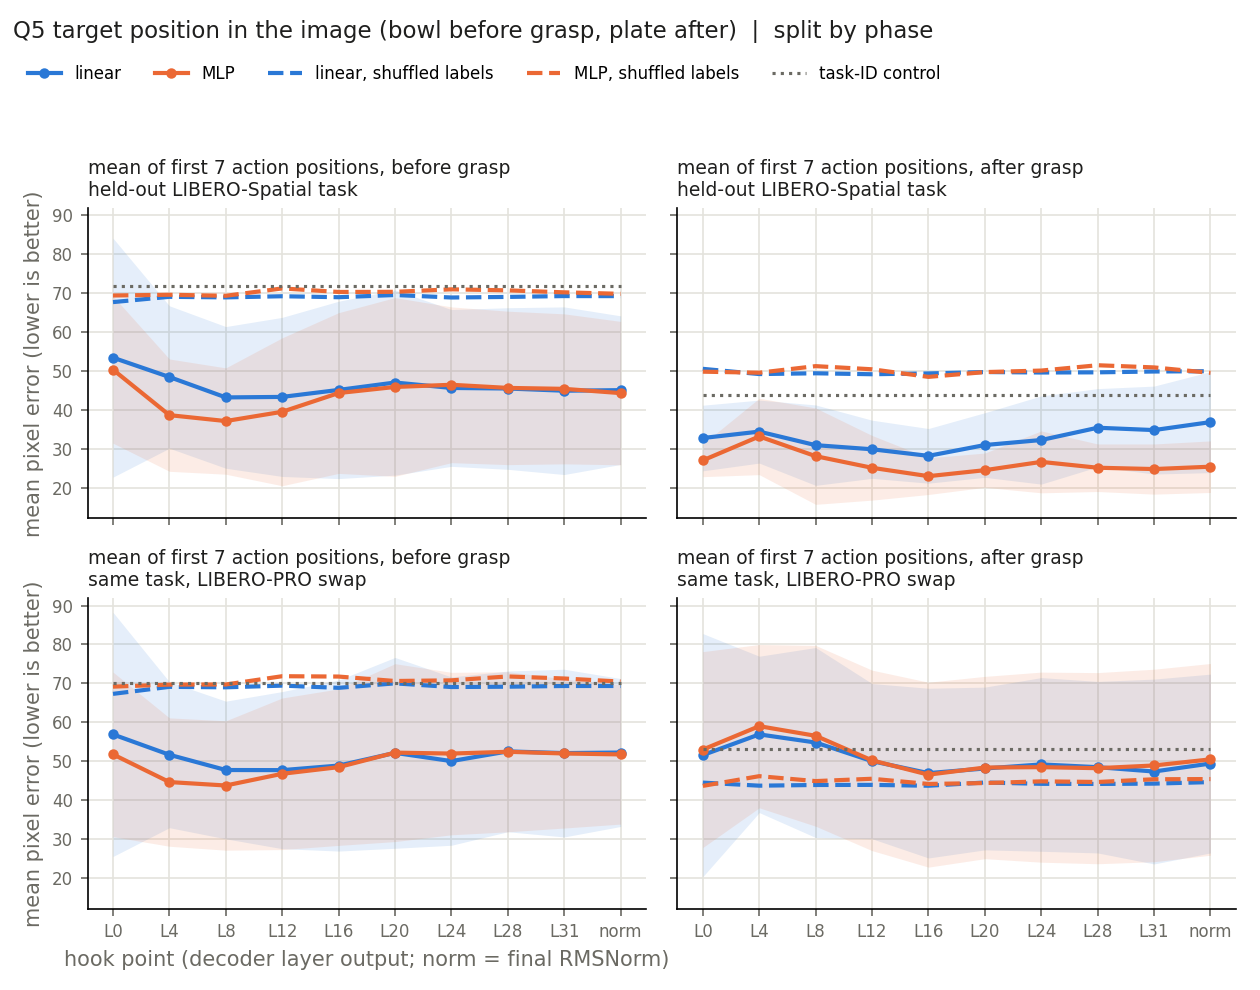 Q5 target position in the image (bowl before grasp, plate after)  |  split by phase
linear
MLP
linear, shuffled labels
MLP, shuffled labels
task-ID control
mean of first 7 action positions, before grasp
held-out LIBERO-Spatial task
mean of first 7 action positions, after grasp
held-out LIBERO-Spatial task
mean pixel error (lower is better)
90
80
70
60
50
40
30
20
mean of first 7 action positions, before grasp
same task, LIBERO-PRO swap
mean of first 7 action positions, after grasp
same task, LIBERO-PRO swap
mean pixel error (lower is better)
90
80
70
60
50
40
30
20
L0 L4 L8 L12 L16 L20 L24 L28 L31 norm
L0 L4 L8 L12 L16 L20 L24 L28 L31 norm
hook point (decoder layer output; norm = final RMSNorm)